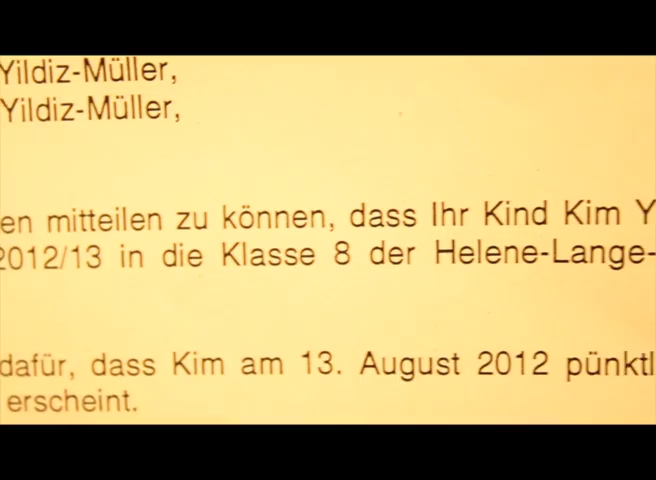 Yildiz-Müller,
Yildiz-Müller,
en mitteilen zu können, dass Ihr Kind Kim Y
2012/13 in die Klasse 8 der Helene-Lange-
dafür, dass Kim am 13. August 2012 pünktl
erscheint.